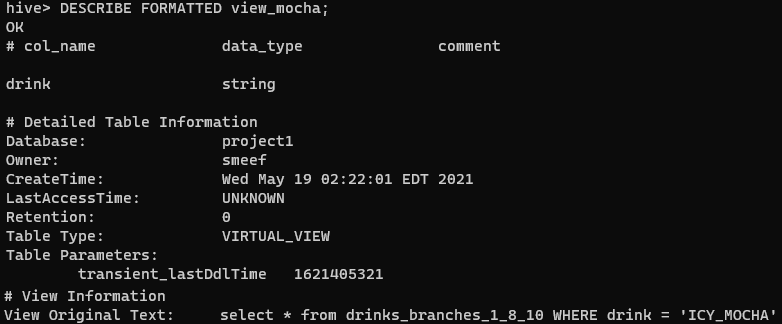 hive> DESCRIBE FORMATTED view_mocha;
OK
# col_name data_type comment
drink string
# Detailed Table Information
Database: project1
Owner: smeef
CreateTime: Wed May 19 02:22:01 EDT 2021
LastAccessTime: UNKNOWN
Retention: 0
Table Type: VIRTUAL_VIEW
Table Parameters:
transient_lastDdlTime 1621405321
# View Information
View Original Text: select * from drinks_branches_1_8_10 WHERE drink = 'ICY_MOCHA'